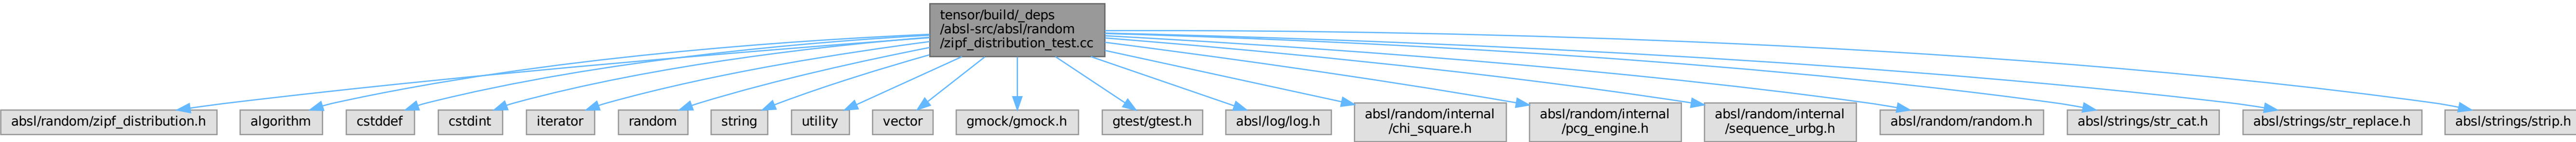 tensor/build/_deps
/absl-src/absl/random
/zipf_distribution_test.cc
absl/random/zipf_distribution.h
algorithm
cstddef
cstdint
iterator
random
string
utility
vector
gmock/gmock.h
gtest/gtest.h
absl/log/log.h
absl/random/internal
/chi_square.h
absl/random/internal
/pcg_engine.h
absl/random/internal
/sequence_urbg.h
absl/random/random.h
absl/strings/str_cat.h
absl/strings/str_replace.h
absl/strings/strip.h